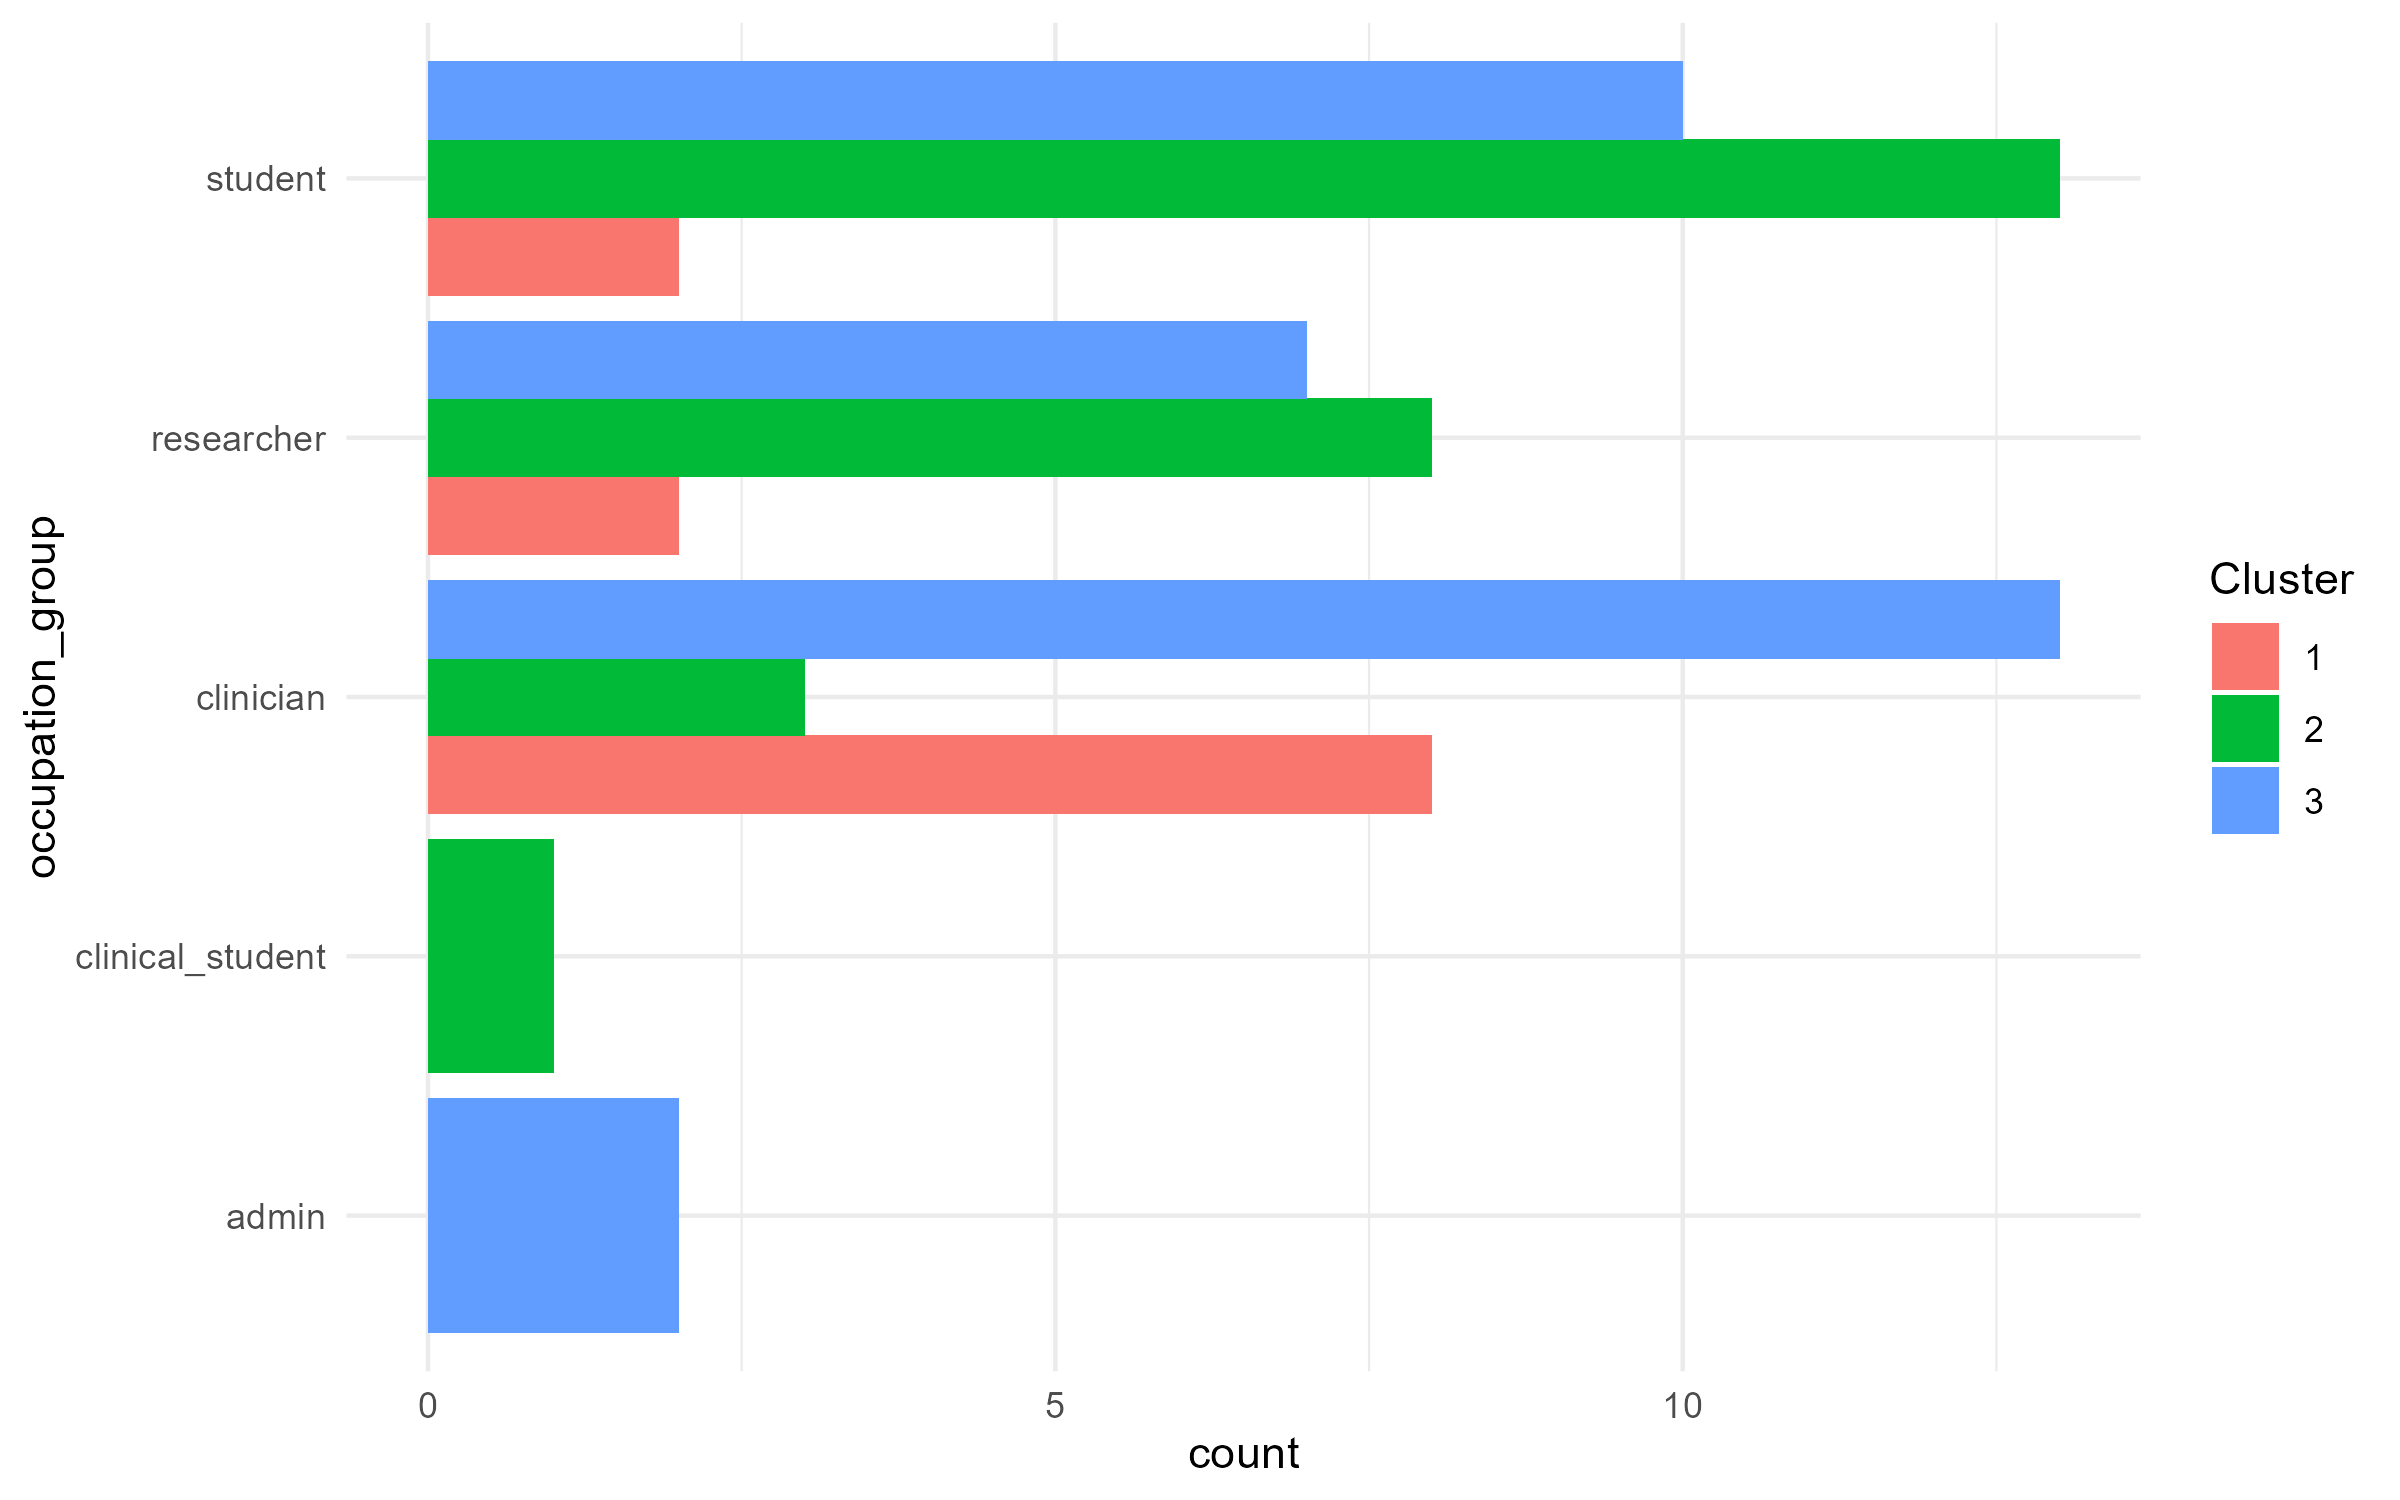 student
researcher
clinician
clinical_student
admin
occupation_group
0
5
10
count
Cluster
1
2
3